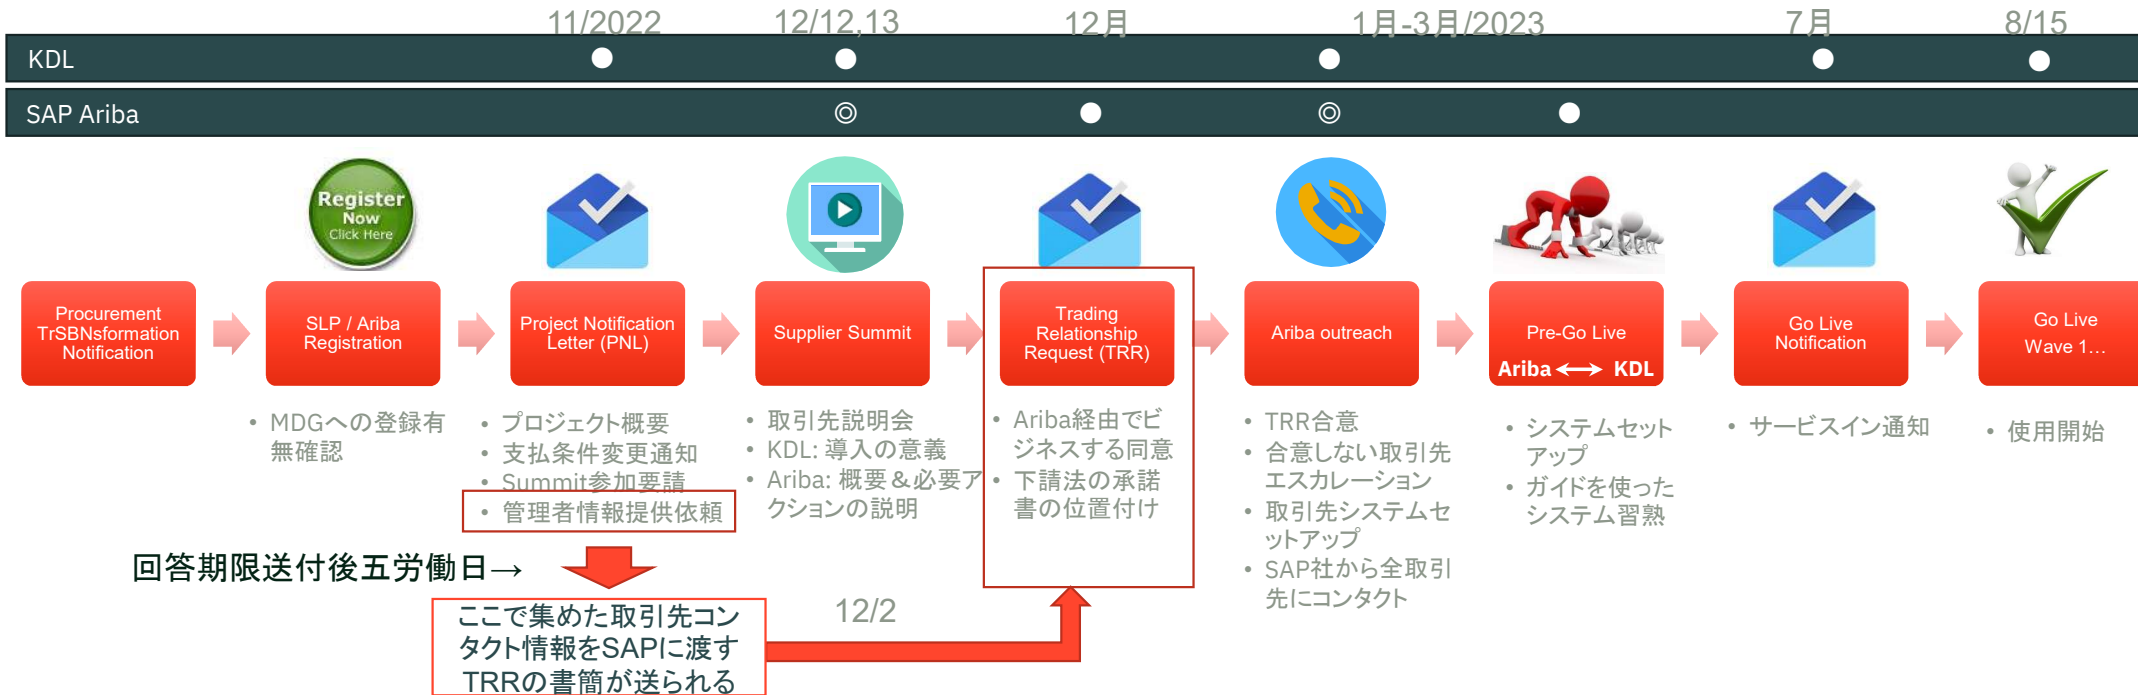 11/2022
12/12,13
12月
1月-3月/2023
7月
8/15
KDL
SAP Ariba
Register
Now
Click Here
Procurement
TrSBNsformation
Notification
SLP / Ariba
Registration
Project Notification
Letter (PNL)
Supplier Summit
Trading
Relationship
Request (TRR)
Ariba outreach
Pre-Go Live
Ariba ⟷ KDL
Go Live
Notification
Go Live
Wave 1...
• MDGへの登録有
無確認
• プロジェクト概要
• 支払条件変更通知
• Summit参加要請
• 管理者情報提供依頼
• 取引先説明会
• KDL: 導入の意義
• Ariba: 概要＆必要ア
クションの説明
• Ariba経由でビ
ジネスする同意
• 下請法の承諾
書の位置付け
• TRR合意
• 合意しない取引先
エスカレーション
• 取引先システムセ
ットアップ
• SAP社から全取引
先にコンタクト
• システムセット
アップ
• ガイドを使った
システム習熟
• サービスイン通知
• 使用開始
回答期限送付後五労働日→
ここで集めた取引先コン
タクト情報をSAPに渡す
TRRの書簡が送られる
12/2